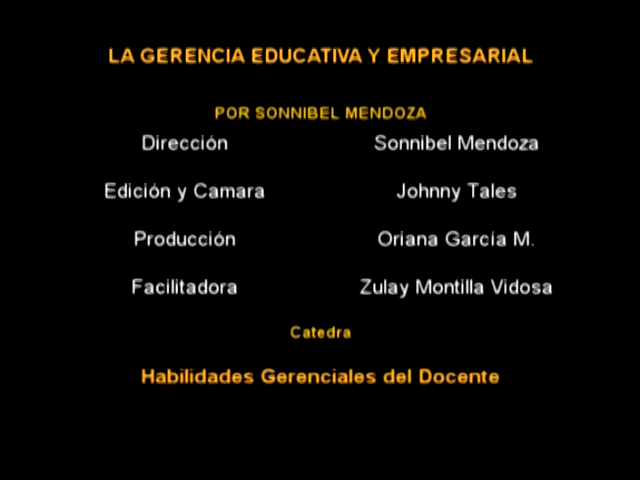 LA GERENCIA EDUCATIVA Y EMPRESARIAL
POR SONNIBEL MENDOZA
Dirección Sonnibel Mendoza
Edición y Camara Johnny Tales
Producción Oriana García M.
Facilitadora Zulay Montilla Vidosa
Catedra
Habilidades Gerenciales del Docente